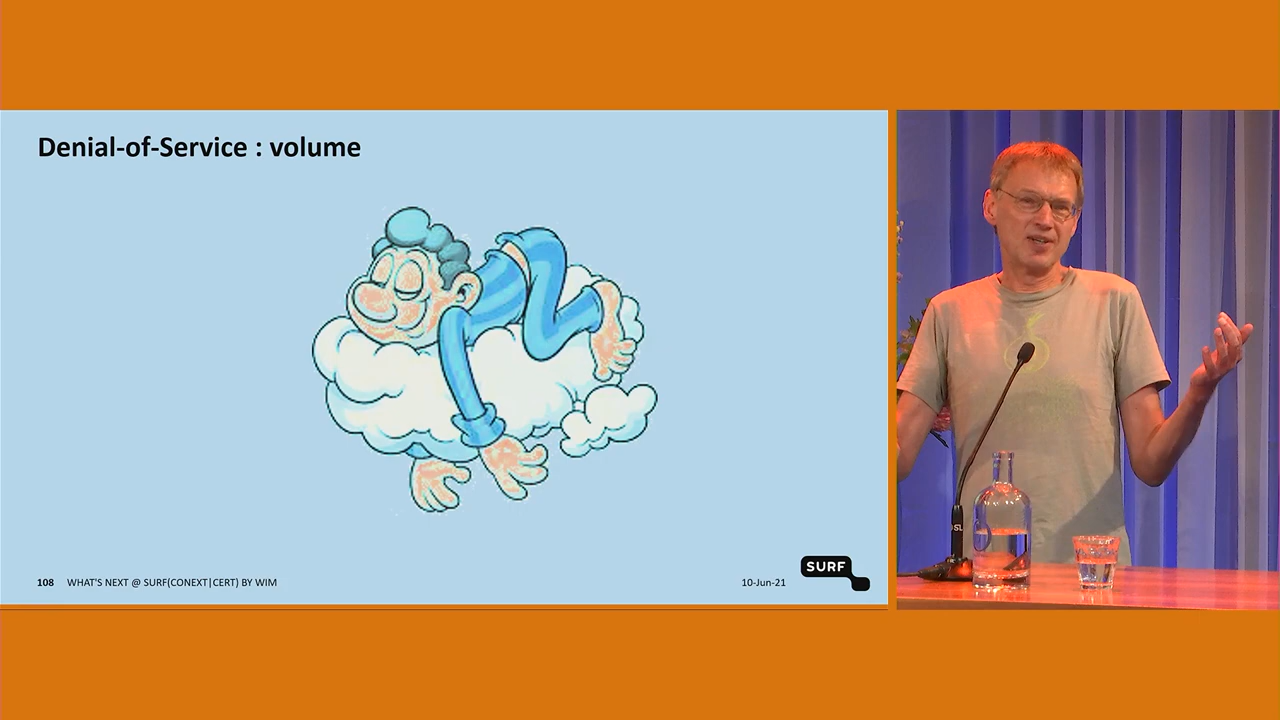 Denial-of-Service : volume
108 WHAT'S NEXT @ SURF(CONEXT|CERT) BY WIM
10-Jun-21
SURF